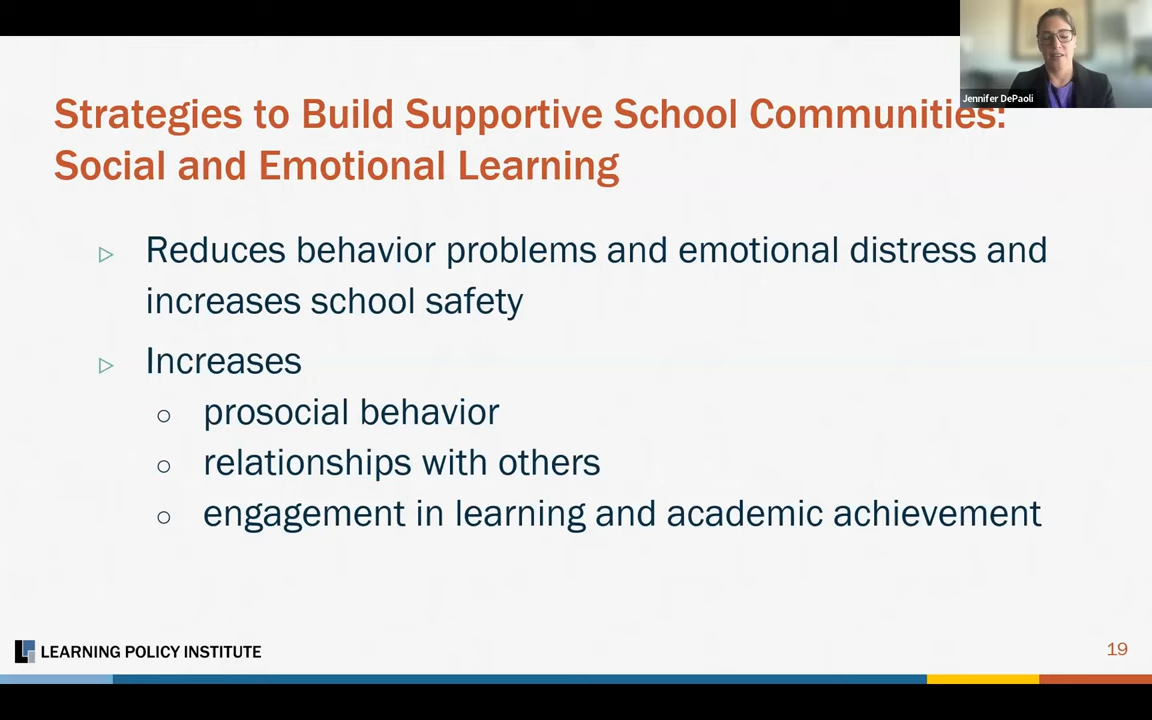 Jennifer DePaoli
Strategies to Build Supportive School Communities:
Social and Emotional Learning
Reduces behavior problems and emotional distress and
increases school safety
Increases
prosocial behavior
relationships with others
engagement in learning and academic achievement
LEARNING POLICY INSTITUTE
19